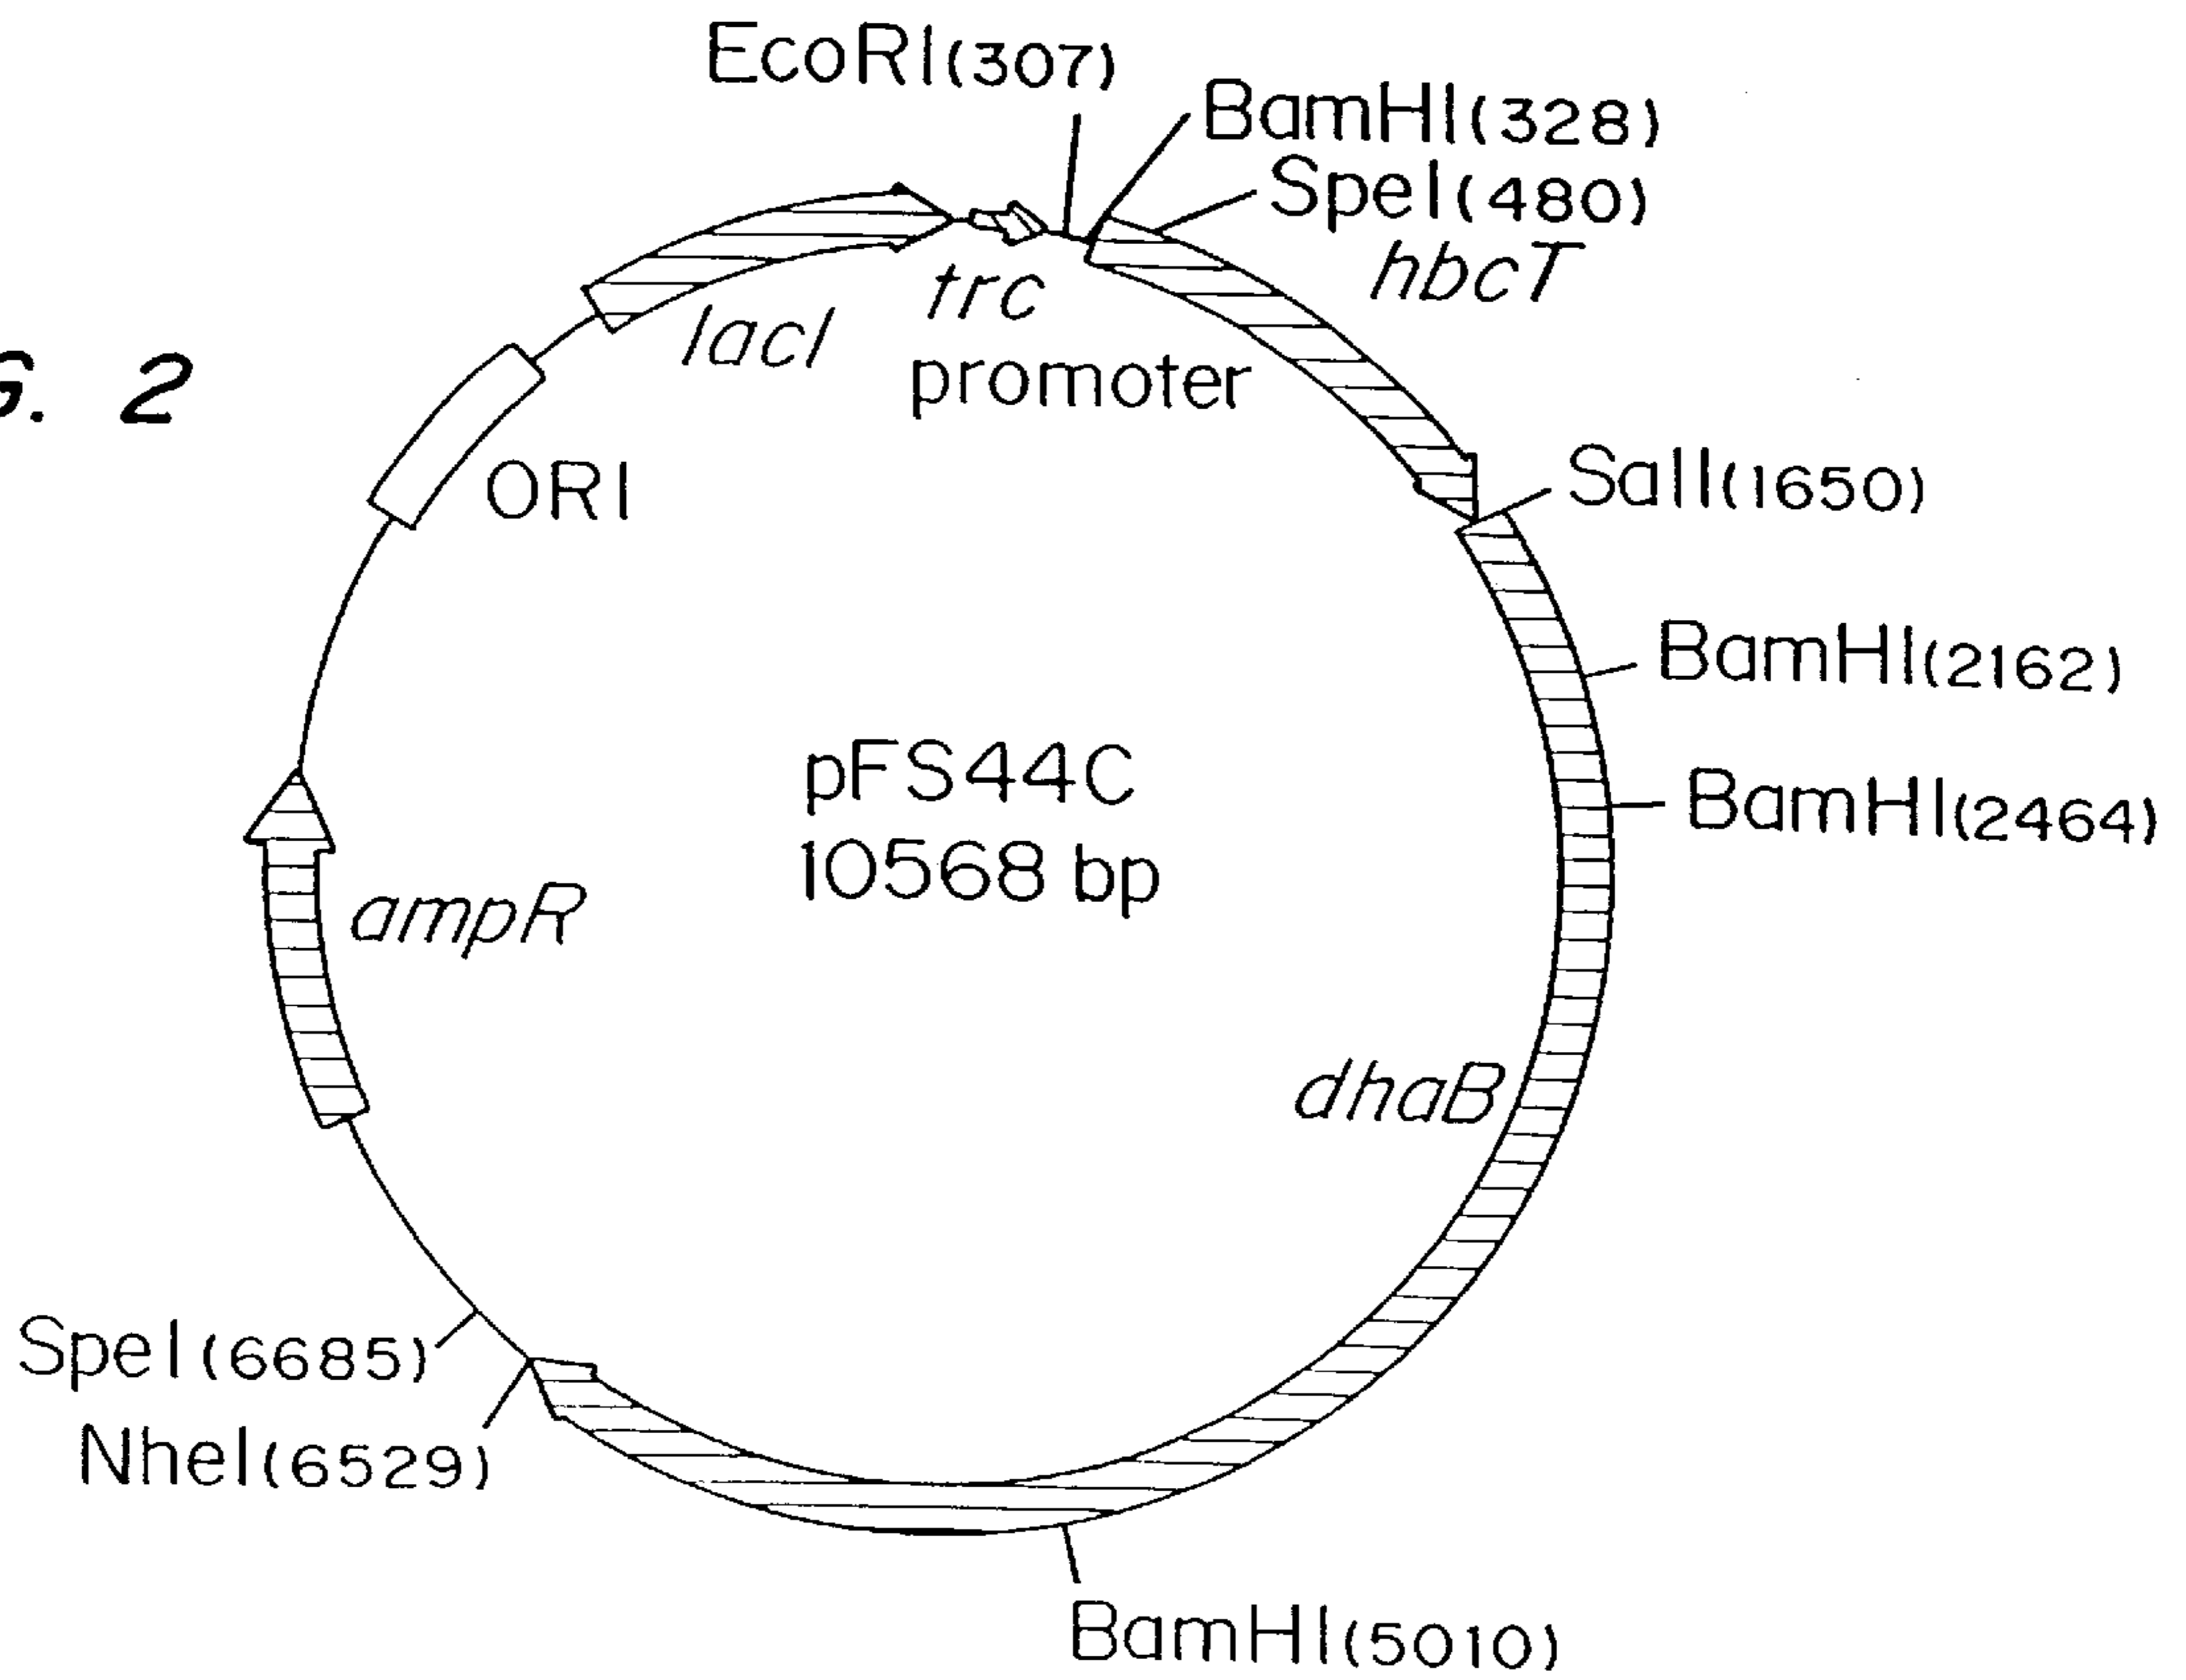 EcoRI(307)
BamHI(328)
SpeI(480)
hbcT
trc
promoter
lacI
G. 2
ORI
SalI(1650)
BamHI(2162)
BamHI(2464)
pFS44C
10568 bp
ampR
dhaB
SpeI(6685)
NheI(6529)
BamHI(5010)